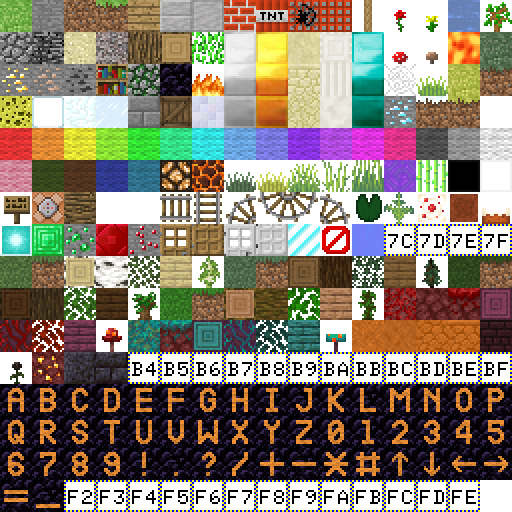 TNT
7C 7D 7E 7F
B4 B5 B6 B7 B8 B9 BA BB BC BD BE BF
A B C D E F G H I J K L M N O P
Q R S T U V W X Y Z 0 1 2 3 4 5
6 7 8 9 ! . ? / + - * # ↑ ↓ ← →
= _ F2 F3 F4 F5 F6 F7 F8 F9 FA FB FC FD FE